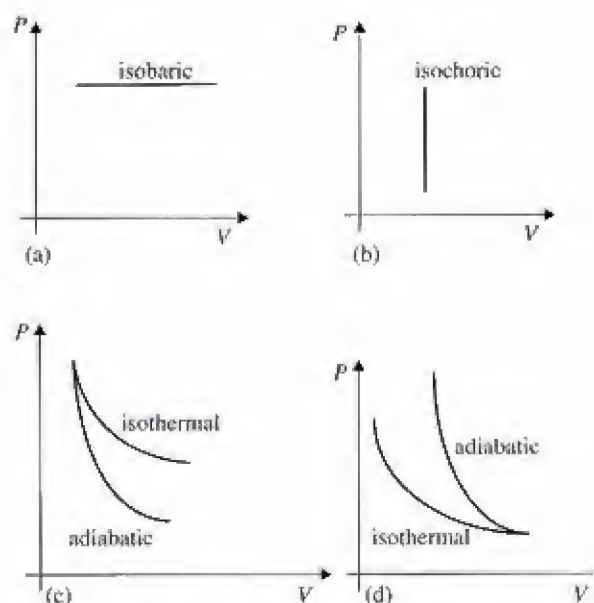 P
isobaric
V
(a)
P
isochoric
V
(b)
P
isothermal
adiabatic
V
(c)
P
adiabatic
isothermal
V
(d)